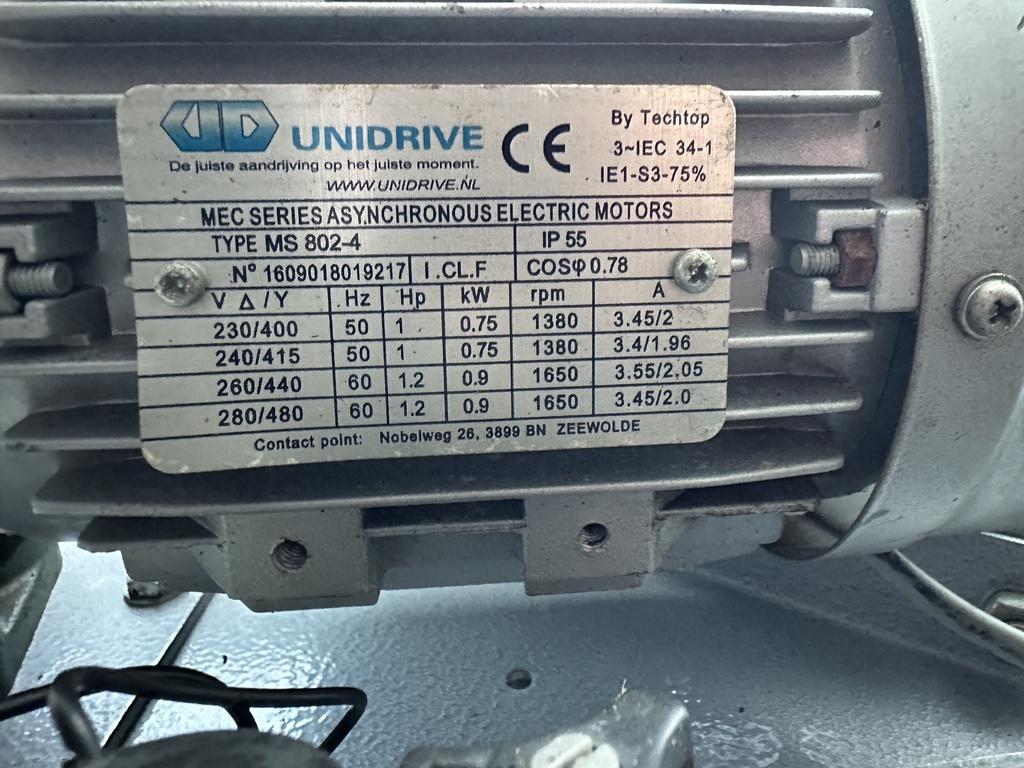 UNIDRIVE
De juiste aandrijving op het juiste moment.
WWW.UNIDRIVE.NL
CE
By Techtop
3~IEC 34-1
IE1-S3-75%
MEC SERIES ASYNCHRONOUS ELECTRIC MOTORS
TYPE MS 802-4 IP 55
Nº 1609018019217 I.CL.F COSφ 0.78
V Δ / Y Hz Hp kW rpm A
230/400 50 1 0.75 1380 3.45/2
240/415 50 1 0.75 1380 3.4/1.96
260/440 60 1.2 0.9 1650 3.55/2.05
280/480 60 1.2 0.9 1650 3.45/2.0
Contact point: Nobelweg 26, 3899 BN ZEEWOLDE